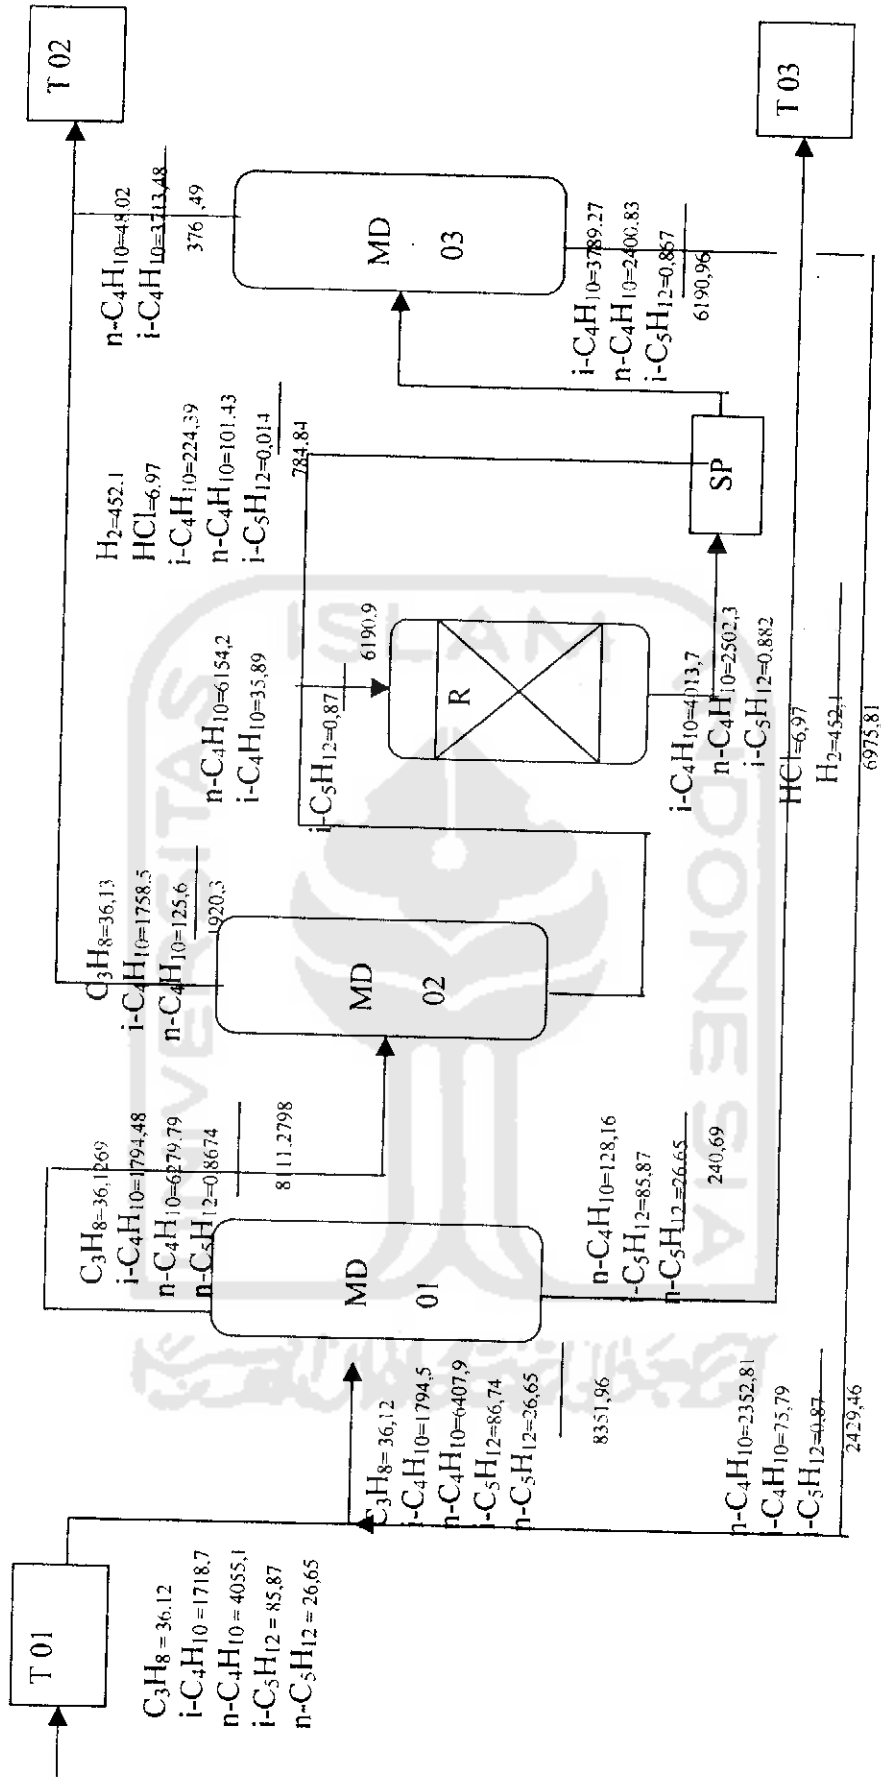 T 01
C3H8 = 36.12
i-C4H10 = 1718,7
n-C4H10 = 4055,1
i-C5H12 = 85,87
n-C5H12 = 26,65
C3H8= 36,12
i-C4H10=1794,5
n-C4H10=6407,9
i-C5H12=86,74
n-C5H12=26,65
8351,96
n-C4H10=2352,81
-C4H10=75,79
-C5H12=0,87
2429,46
MD
01
C3H8=36,1269
i-C4H10=1794,48
n-C4H10=6279.79
n-C5H12=0,8674
8111.2798
n-C4H10=128,16
-C5H12=85,87
n-C5H12 =26.65
240,69
MD
02
C3H8=36,13
i-C4H10=1758.5
n-C4H10=125,6
1920,3
n-C4H10=6154,2
i-C4H10=35,89
i-C5H12=0,87
6190.9
R
i-C4H10=4013,7
n-C4H10=2502,3
i-C5H12=0,882
HCl=6,97
H2=452,1
6975,81
H2=452.1
HCl=6.97
i-C4H10=224,39
n-C4H10=101.43
i-C5H12=0,014
784.84
SP
MD
03
n-C4H10=48.02
i-C4H10=3713,48
376 ,49
i-C4H10=3789.27
n-C4H10=2400.83
i-C5H12=0,867
6190,96
T 02
T 03
UNIVERSITAS
ISLAM
INDONESIA